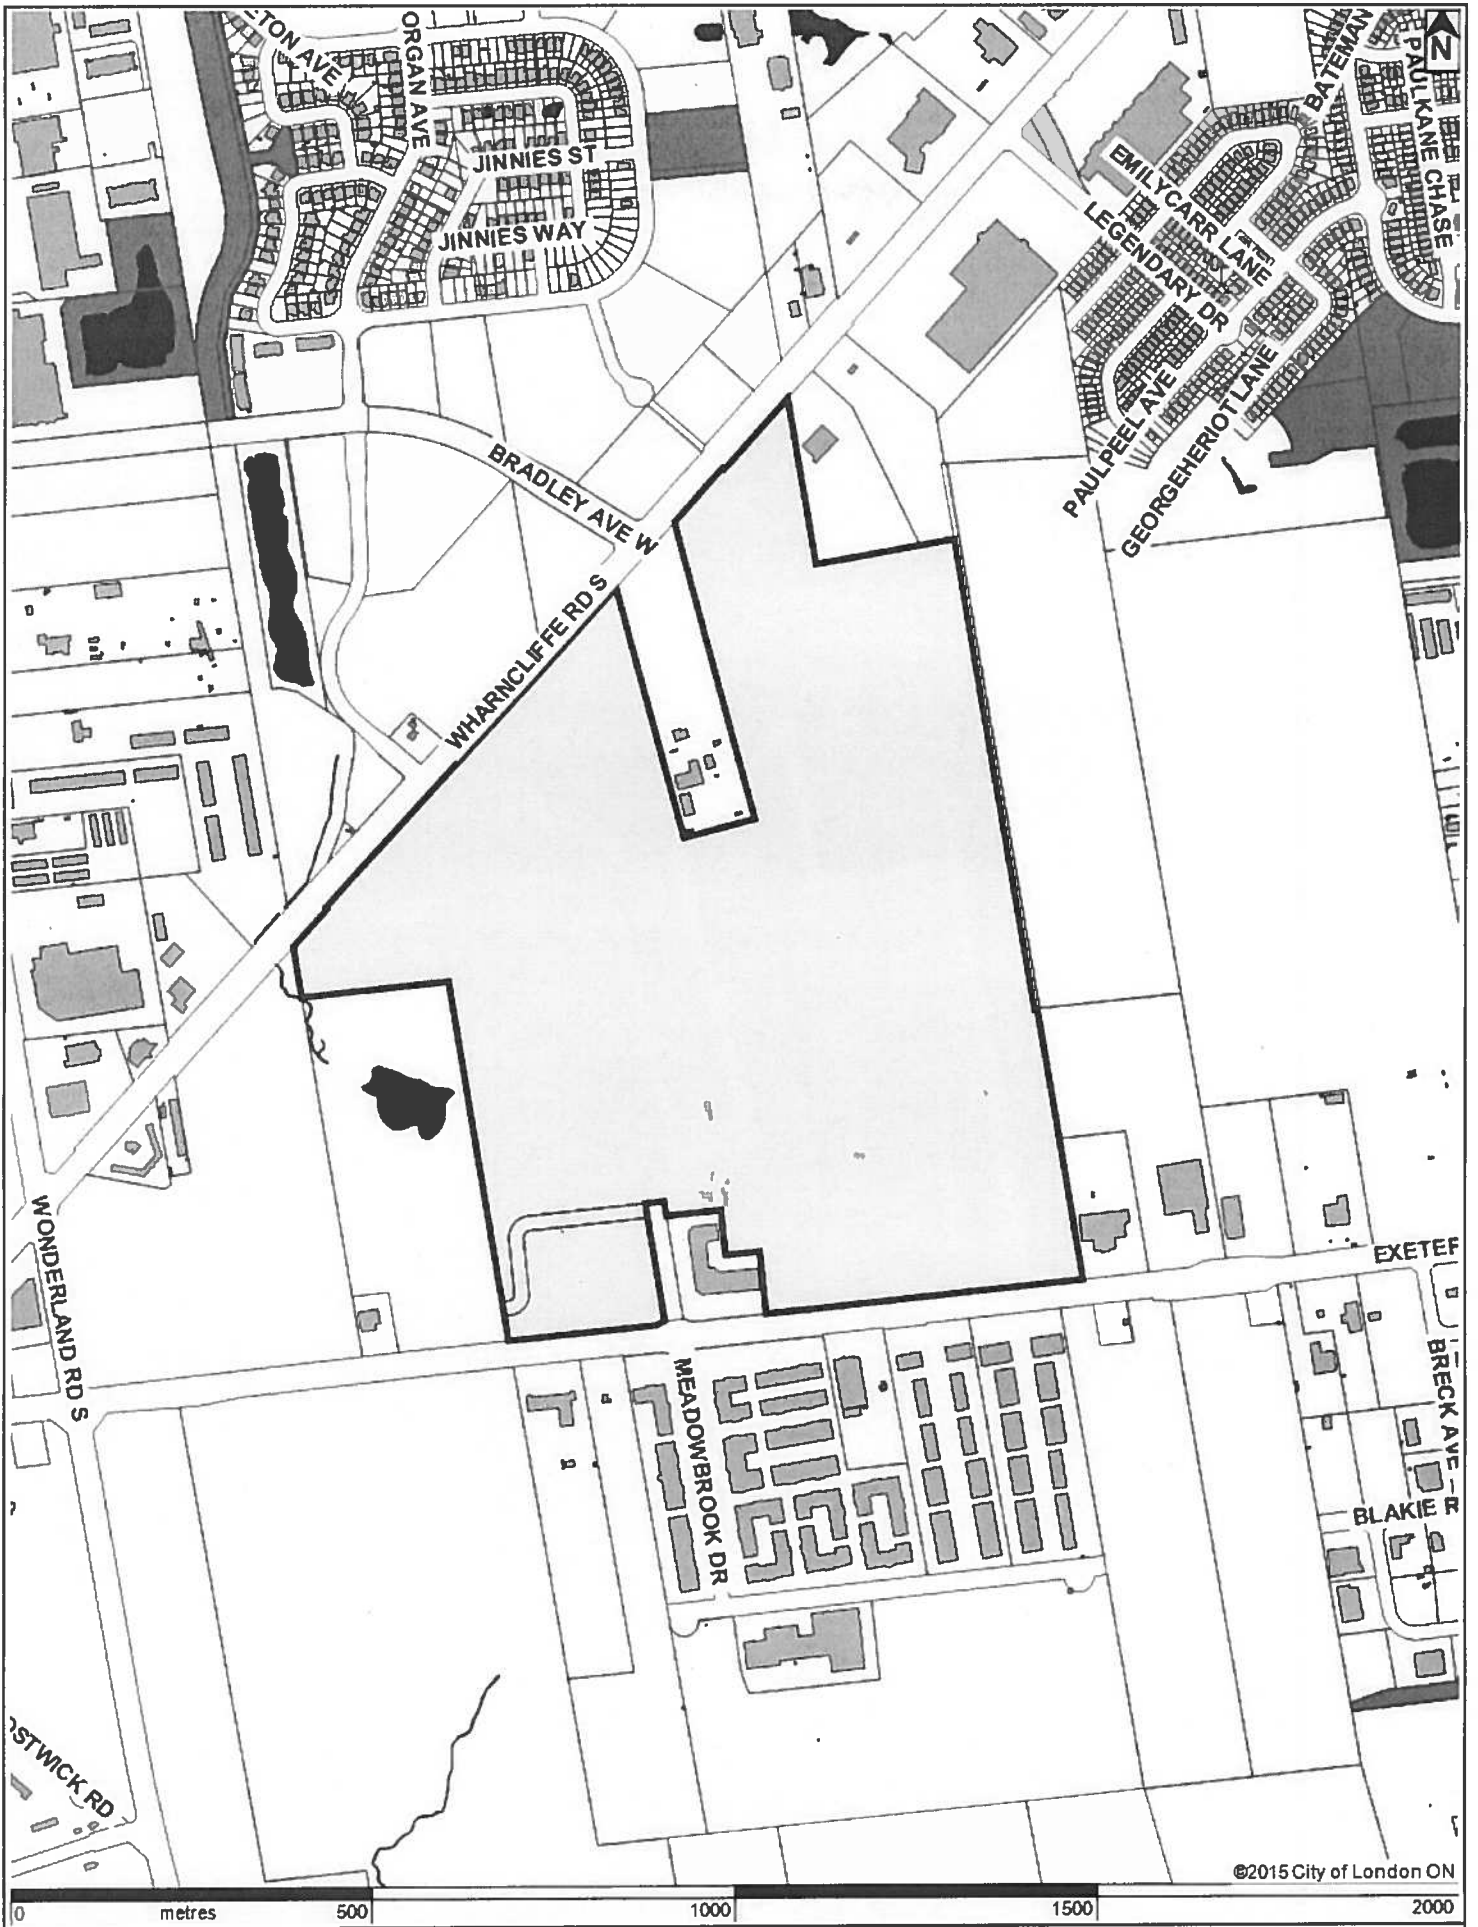 ETON AVE
ORGAN AVE
BATEMAN
PAULKANE CHASE
N
JINNIES ST
EMILYCARR LANE
JINNIES WAY
LEGENDARY DR
PAULPEEL AVE
GEORGEHERIOT LANE
BRADLEY AVE W
WHARNCLIFFE RD S
WONDERLAND RD S
EXETER
MEADOWBROOK DR
BRECK AVE
BLAKIE R
OSTWICK RD
©2015 City of London ON
0 metres 500 1000 1500 2000